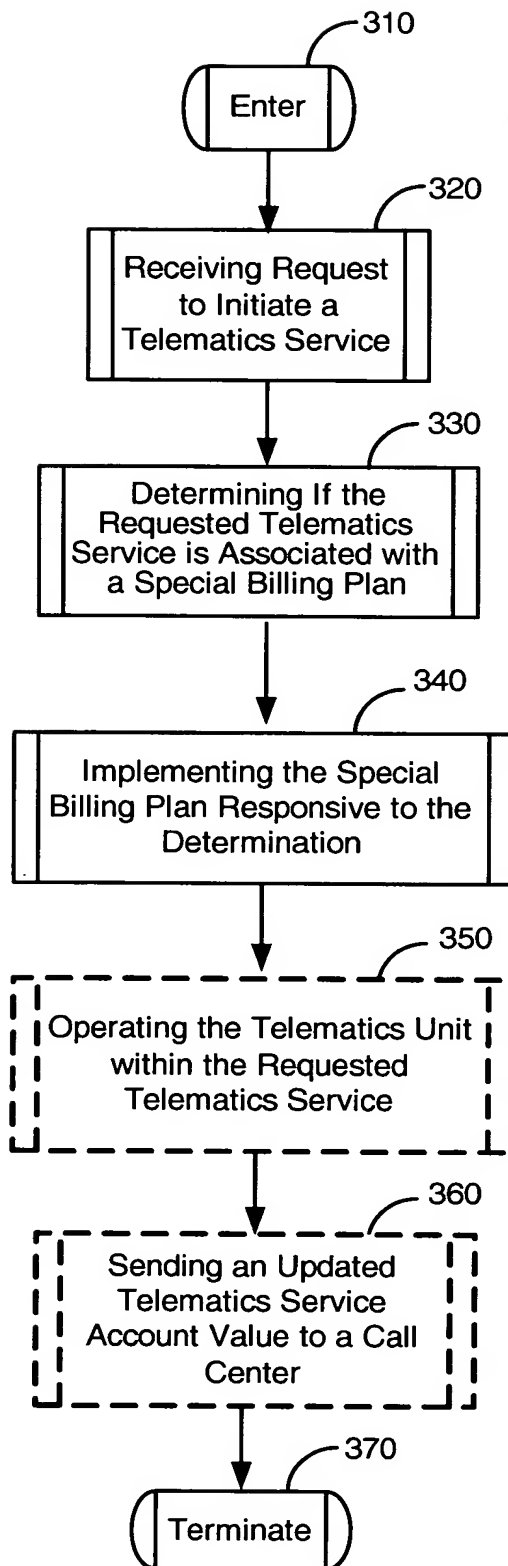 310
Enter
320
Receiving Request
to Initiate a
Telematics Service
330
Determining If the
Requested Telematics
Service is Associated with
a Special Billing Plan
340
Implementing the Special
Billing Plan Responsive to the
Determination
350
Operating the Telematics Unit
within the Requested
Telematics Service
360
Sending an Updated
Telematics Service
Account Value to a Call
Center
370
Terminate